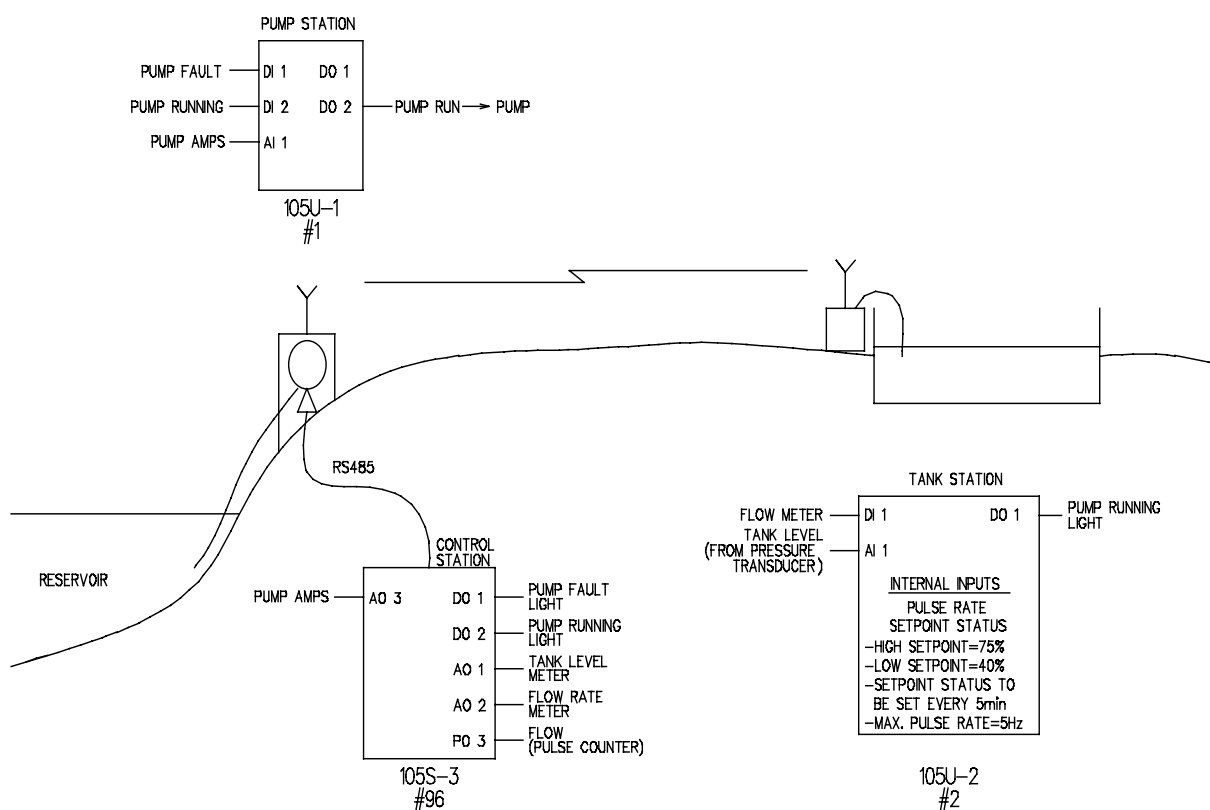 PUMP STATION
PUMP FAULT DI 1 DO 1
PUMP RUNNING DI 2 DO 2 PUMP RUN PUMP
PUMP AMPS AI 1
105U-1
#1
RS485
RESERVOIR
CONTROL
STATION
PUMP AMPS AO 3
DO 1 PUMP FAULT
LIGHT
DO 2 PUMP RUNNING
LIGHT
AO 1 TANK LEVEL
METER
AO 2 FLOW RATE
METER
PO 3 FLOW
(PULSE COUNTER)
105S-3
#96
TANK STATION
FLOW METER DI 1 DO 1 PUMP RUNNING
LIGHT
TANK LEVEL
(FROM PRESSURE
TRANSDUCER)
AI 1
INTERNAL INPUTS
PULSE RATE
SETPOINT STATUS
-HIGH SETPOINT=75%
-LOW SETPOINT=40%
-SETPOINT STATUS TO
BE SET EVERY 5min
-MAX. PULSE RATE=5Hz
105U-2
#2